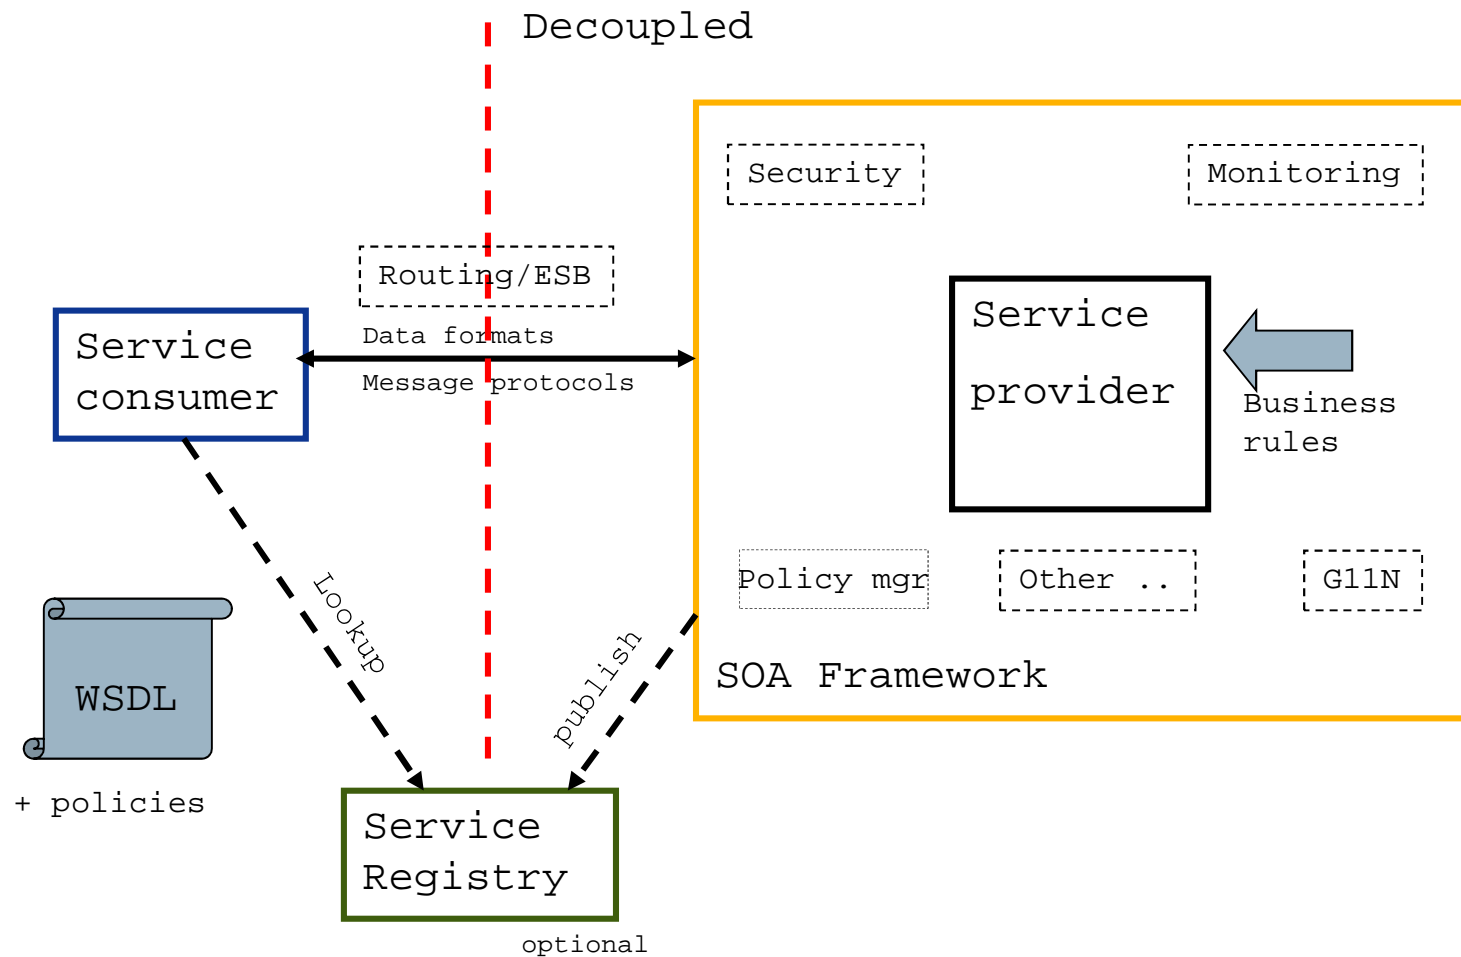 Decoupled
Security
Monitoring
Routing/ESB
Data formats
Message protocols
Service
consumer
Service
provider
Business
rules
Policy mgr
Other ..
G11N
Lookup
publish
SOA Framework
WSDL
+ policies
Service
Registry
optional